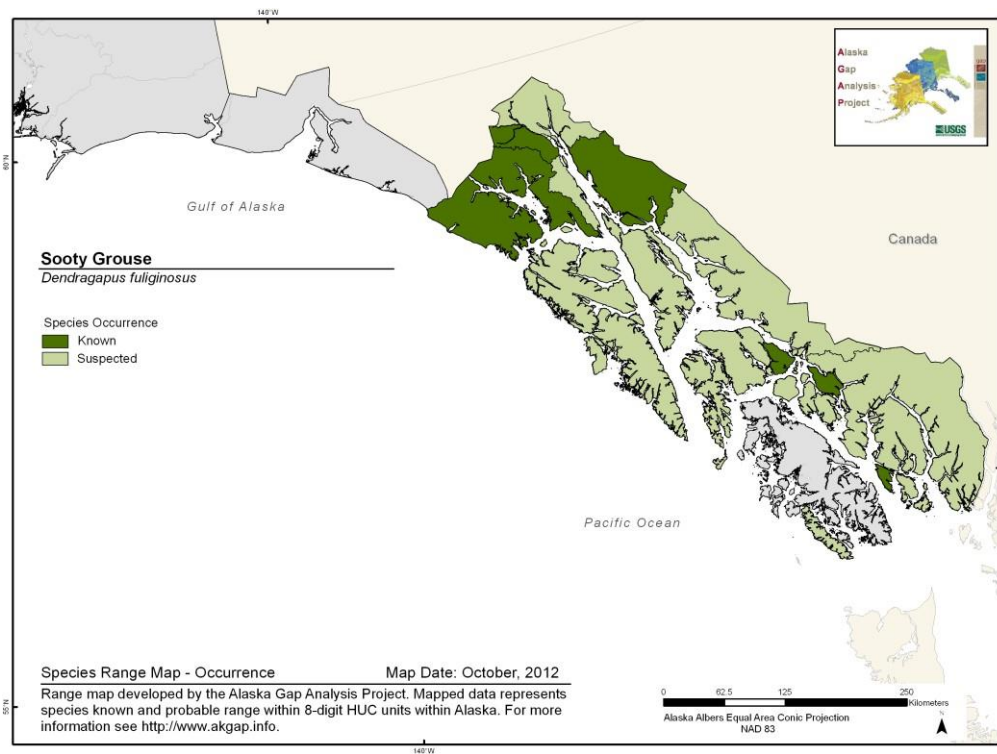 140°W
Alaska
Gap
Analysis
Project
USGS
60°N
Gulf of Alaska
Canada
Sooty Grouse
Dendragapus fuliginosus
Species Occurrence
Known
Suspected
Pacific Ocean
Species Range Map - Occurrence Map Date: October, 2012
Range map developed by the Alaska Gap Analysis Project. Mapped data represents
species known and probable range within 8-digit HUC units within Alaska. For more
information see http://www.akgap.info.
0 62.5 125 250
Kilometers
Alaska Albers Equal Area Conic Projection
NAD 83
55°N
140°W